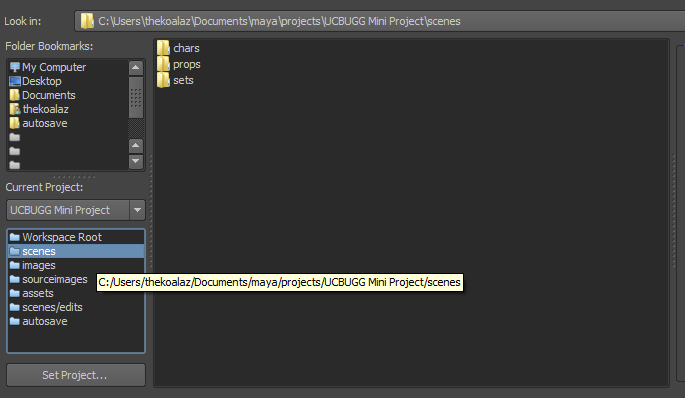 Look in:
C:\Users\thekoalaz\Documents\maya\projects\UCBUGG Mini Project\scenes
Folder Bookmarks:
My Computer
Desktop
Documents
thekoalaz
autosave
chars
props
sets
Current Project:
UCBUGG Mini Project
Workspace Root
scenes
images
sourceimages
assets
scenes/edits
autosave
C:/Users/thekoalaz/Documents/maya/projects/UCBUGG Mini Project/scenes
Set Project...